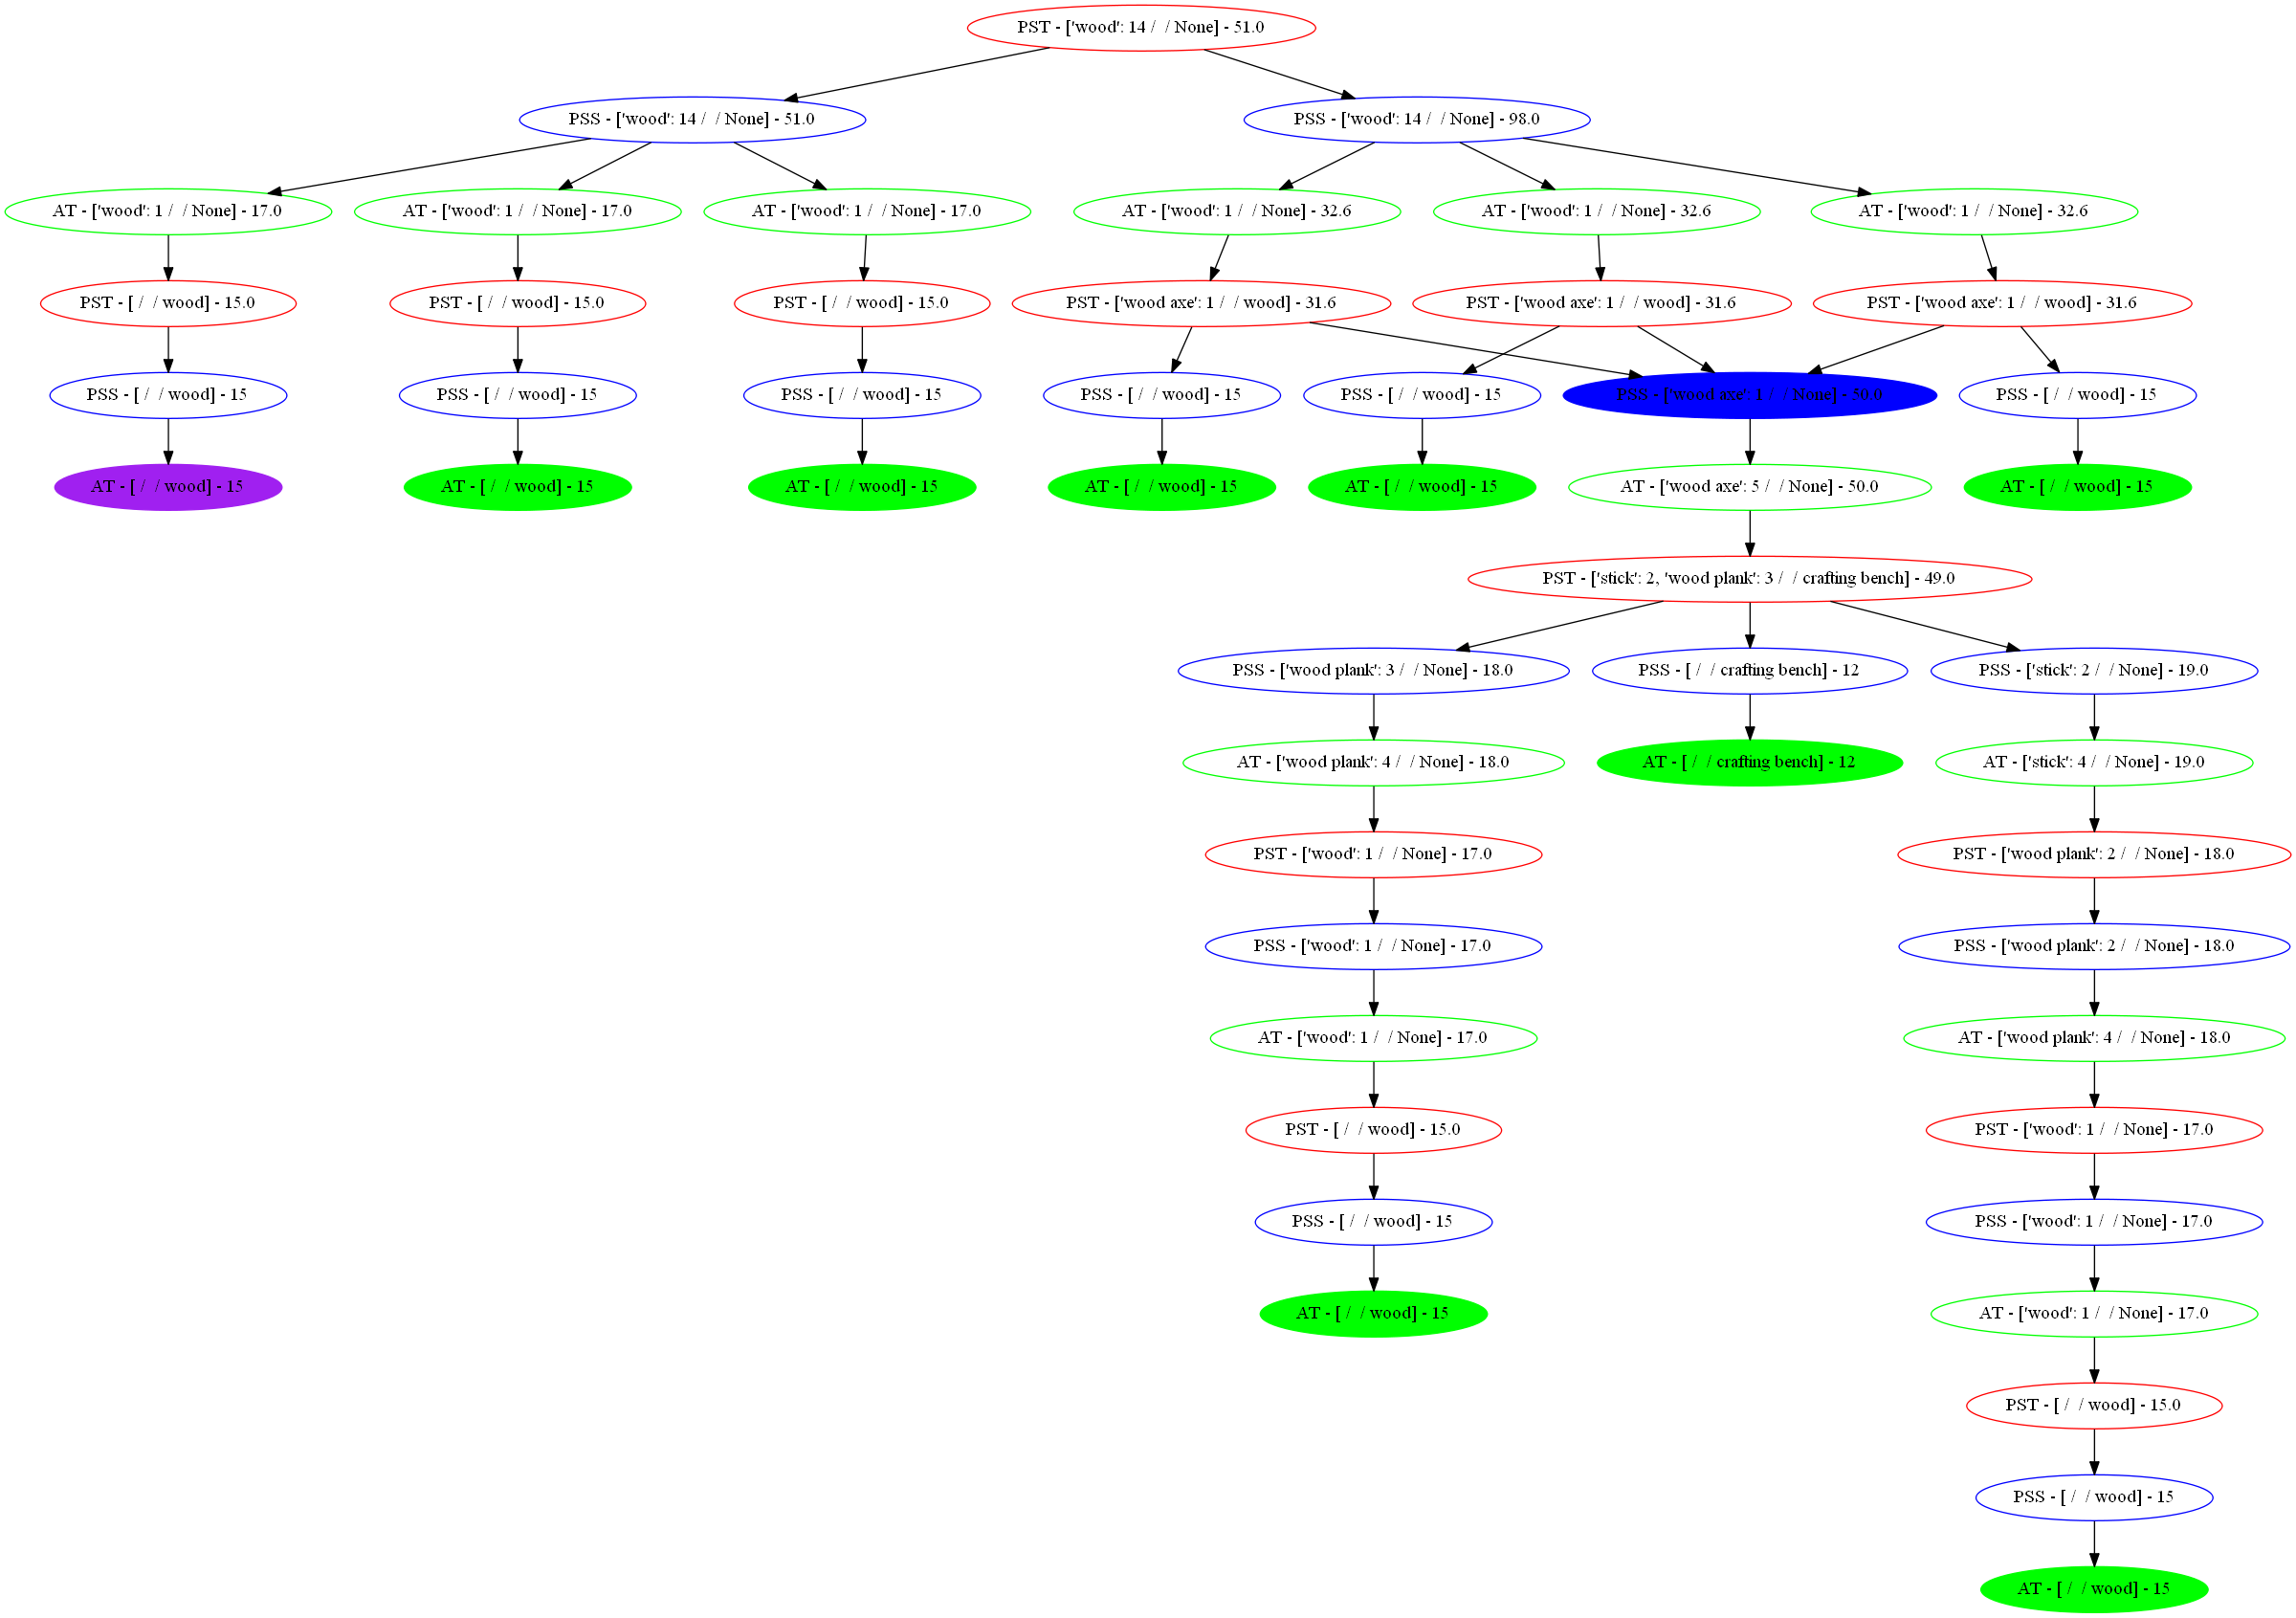 PST - ['wood': 14 /  / None] - 51.0
PSS - ['wood': 14 /  / None] - 51.0
PSS - ['wood': 14 /  / None] - 98.0
AT - ['wood': 1 /  / None] - 17.0
AT - ['wood': 1 /  / None] - 17.0
AT - ['wood': 1 /  / None] - 17.0
AT - ['wood': 1 /  / None] - 32.6
AT - ['wood': 1 /  / None] - 32.6
AT - ['wood': 1 /  / None] - 32.6
PST - [ /  / wood] - 15.0
PST - [ /  / wood] - 15.0
PST - [ /  / wood] - 15.0
PST - ['wood axe': 1 /  / wood] - 31.6
PST - ['wood axe': 1 /  / wood] - 31.6
PST - ['wood axe': 1 /  / wood] - 31.6
PSS - [ /  / wood] - 15
PSS - [ /  / wood] - 15
PSS - [ /  / wood] - 15
PSS - [ /  / wood] - 15
PSS - [ /  / wood] - 15
PSS - ['wood axe': 1 /  / None] - 50.0
PSS - [ /  / wood] - 15
AT - [ /  / wood] - 15
AT - [ /  / wood] - 15
AT - [ /  / wood] - 15
AT - [ /  / wood] - 15
AT - [ /  / wood] - 15
AT - ['wood axe': 5 /  / None] - 50.0
AT - [ /  / wood] - 15
PST - ['stick': 2, 'wood plank': 3 /  / crafting bench] - 49.0
PSS - ['wood plank': 3 /  / None] - 18.0
PSS - [ /  / crafting bench] - 12
PSS - ['stick': 2 /  / None] - 19.0
AT - ['wood plank': 4 /  / None] - 18.0
AT - [ /  / crafting bench] - 12
AT - ['stick': 4 /  / None] - 19.0
PST - ['wood': 1 /  / None] - 17.0
PST - ['wood plank': 2 /  / None] - 18.0
PSS - ['wood': 1 /  / None] - 17.0
PSS - ['wood plank': 2 /  / None] - 18.0
AT - ['wood': 1 /  / None] - 17.0
AT - ['wood plank': 4 /  / None] - 18.0
PST - [ /  / wood] - 15.0
PST - ['wood': 1 /  / None] - 17.0
PSS - [ /  / wood] - 15
PSS - ['wood': 1 /  / None] - 17.0
AT - [ /  / wood] - 15
AT - ['wood': 1 /  / None] - 17.0
PST - [ /  / wood] - 15.0
PSS - [ /  / wood] - 15
AT - [ /  / wood] - 15